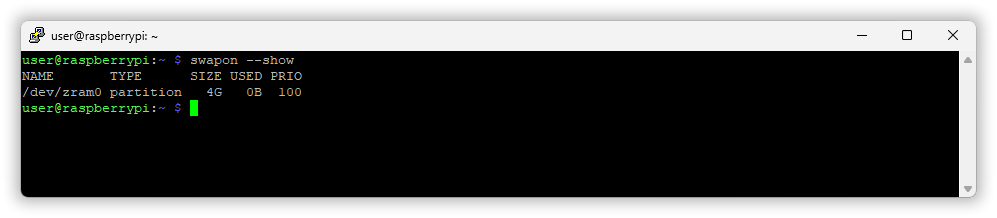 user@raspberrypi: ~
user@raspberrypi:~ $ swapon --show
NAME       TYPE      SIZE USED PRIO
/dev/zram0 partition   4G   0B  100
user@raspberrypi:~ $